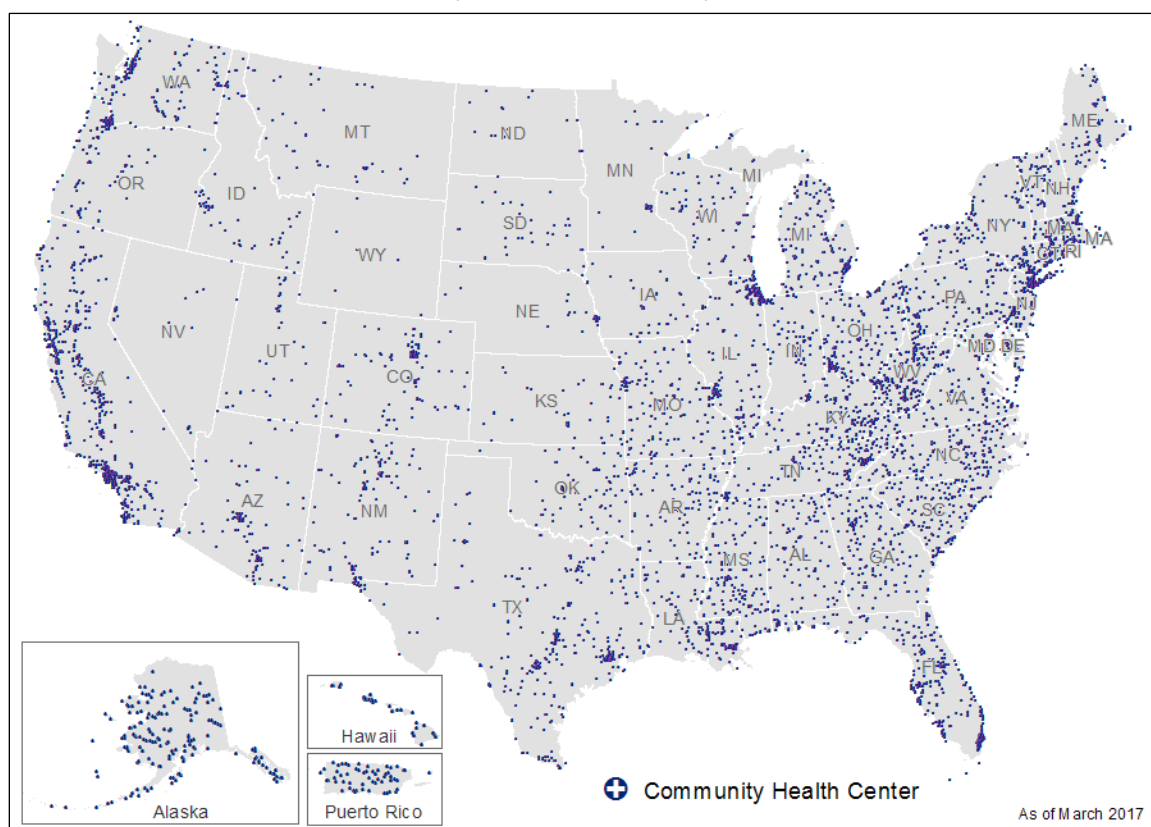 WA
MT
ND
MN
ME
OR
ID
SD
WI
MI
MI
VT
NH
NY
MA
MA
CT
RI
WY
IA
NE
PA
NJ
NV
UT
CO
IL
IN
OH
MD
DE
CA
KS
MO
WV
KY
VA
AZ
NM
OK
AR
TN
NC
SC
TX
LA
MS
AL
GA
FL
Alaska
Hawaii
Puerto Rico
Community Health Center
As of March 2017